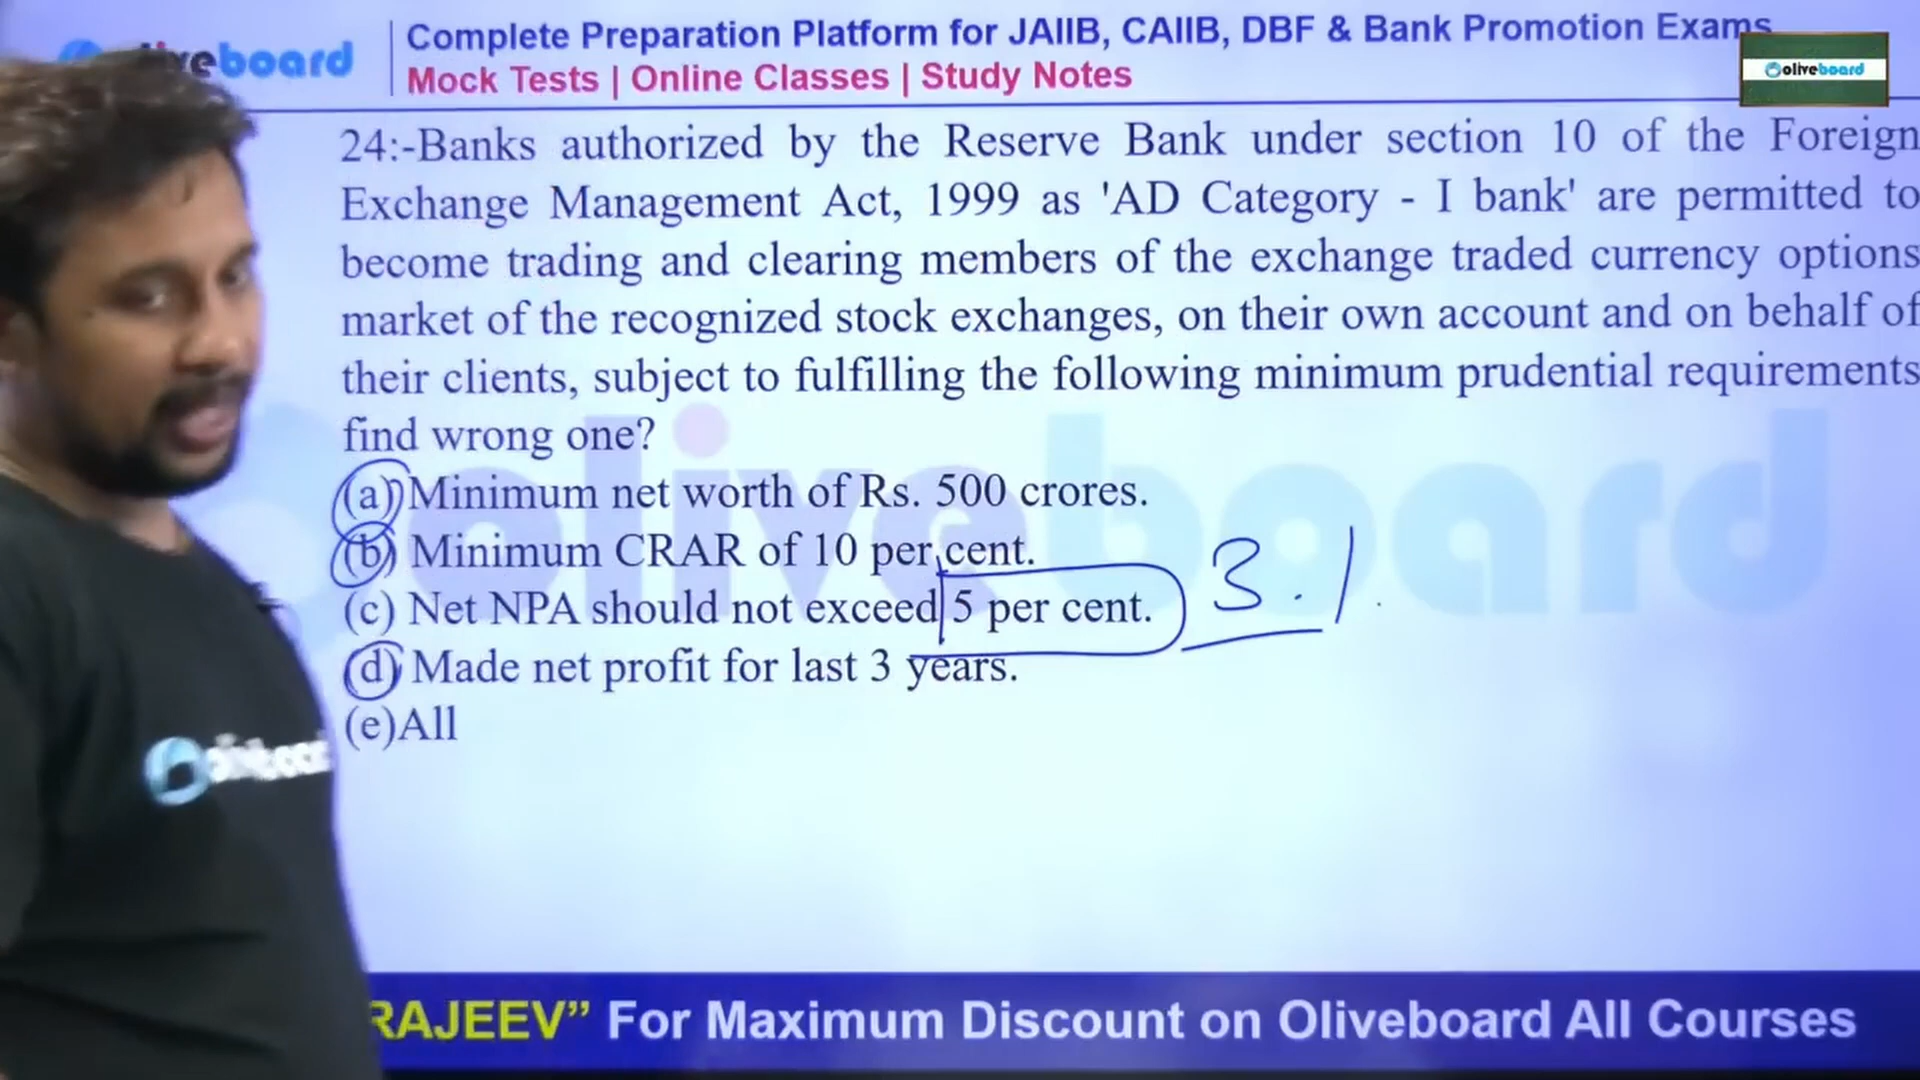 iveboard
Complete Preparation Platform for JAIIB, CAIIB, DBF & Bank Promotion Exams
Mock Tests | Online Classes | Study Notes
oliveboard
24:-Banks authorized by the Reserve Bank under section 10 of the Foreign
Exchange Management Act, 1999 as 'AD Category - I bank' are permitted to
become trading and clearing members of the exchange traded currency options
market of the recognized stock exchanges, on their own account and on behalf of
their clients, subject to fulfilling the following minimum prudential requirements
find wrong one?
(a) Minimum net worth of Rs. 500 crores.
(b) Minimum CRAR of 10 per cent.
(c) Net NPA should not exceed 5 per cent.
3./.
(d) Made net profit for last 3 years.
(e)All
oliveboard
RAJEEV” For Maximum Discount on Oliveboard All Courses